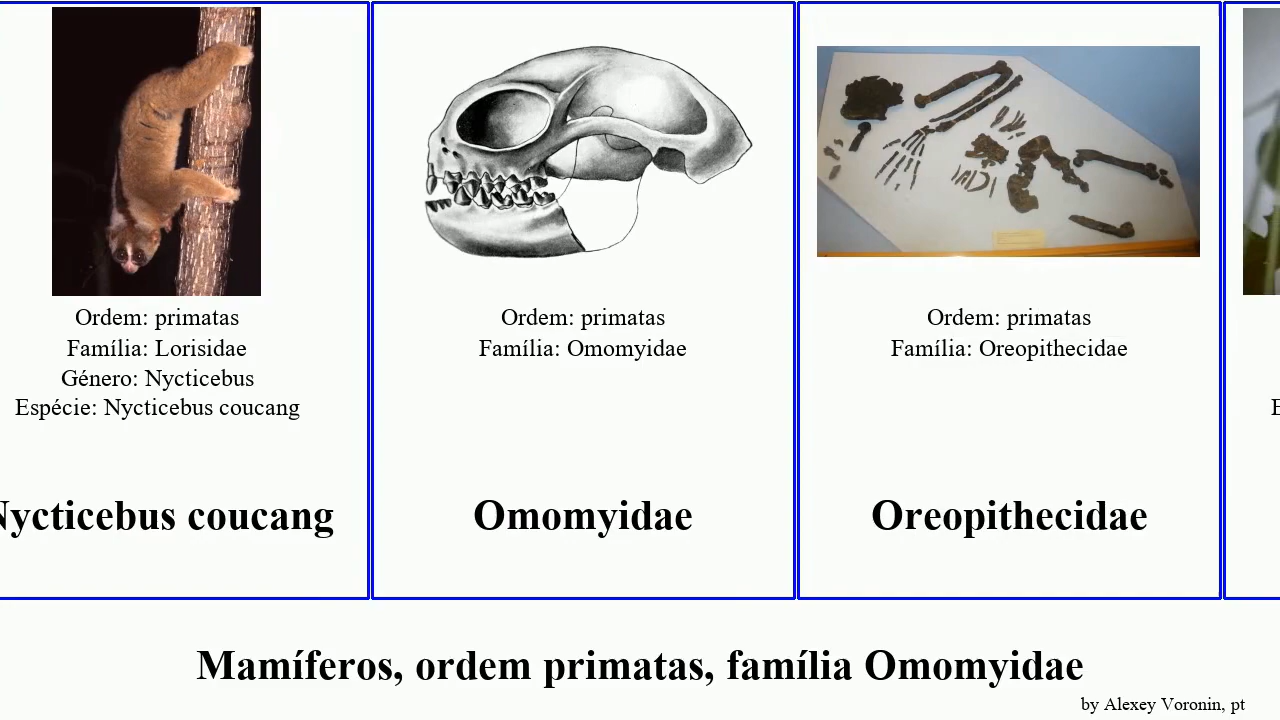 Ordem: primatas
Família: Lorisidae
Género: Nycticebus
Espécie: Nycticebus coucang
Nycticebus coucang
Ordem: primatas
Família: Omomyidae
Omomyidae
Ordem: primatas
Família: Oreopithecidae
Oreopithecidae
E
Mamíferos, ordem primatas, família Omomyidae
by Alexey Voronin, pt